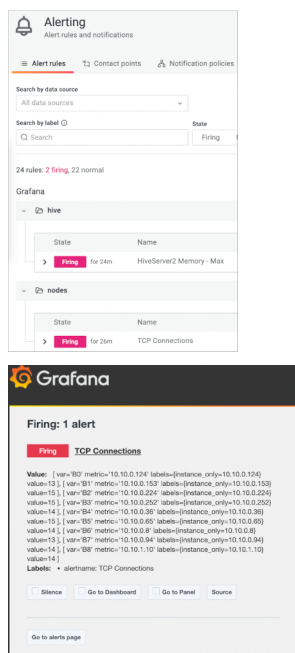 Alerting
Alert rules and notifications
Alert rules
Contact points
Notification policies
Search by data source
All data sources
Search by label
State
Search
Firing
24 rules: 2 firing, 22 normal
Grafana
hive
State Name
Firing for 24m HiveServer2 Memory - Max
nodes
State Name
Firing for 26m TCP Connections
Grafana
Firing: 1 alert
Firing TCP Connections
Value: [ var='B0' metric='10.10.0.124' labels={instance_only=10.10.0.124}
value=13 ], [ var='B1' metric='10.10.0.153' labels={instance_only=10.10.0.153}
value=15 ], [ var='B2' metric='10.10.0.224' labels={instance_only=10.10.0.224}
value=15 ], [ var='B3' metric='10.10.0.252' labels={instance_only=10.10.0.252}
value=14 ], [ var='B4' metric='10.10.0.36' labels={instance_only=10.10.0.36}
value=15 ], [ var='B5' metric='10.10.0.65' labels={instance_only=10.10.0.65}
value=14 ], [ var='B6' metric='10.10.0.8' labels={instance_only=10.10.0.8}
value=13 ], [ var='B7' metric='10.10.0.94' labels={instance_only=10.10.0.94}
value=14 ], [ var='B8' metric='10.10.1.10' labels={instance_only=10.10.1.10}
value=14 ]
Labels: • alertname: TCP Connections
Silence
Go to Dashboard
Go to Panel
Source
Go to alerts page